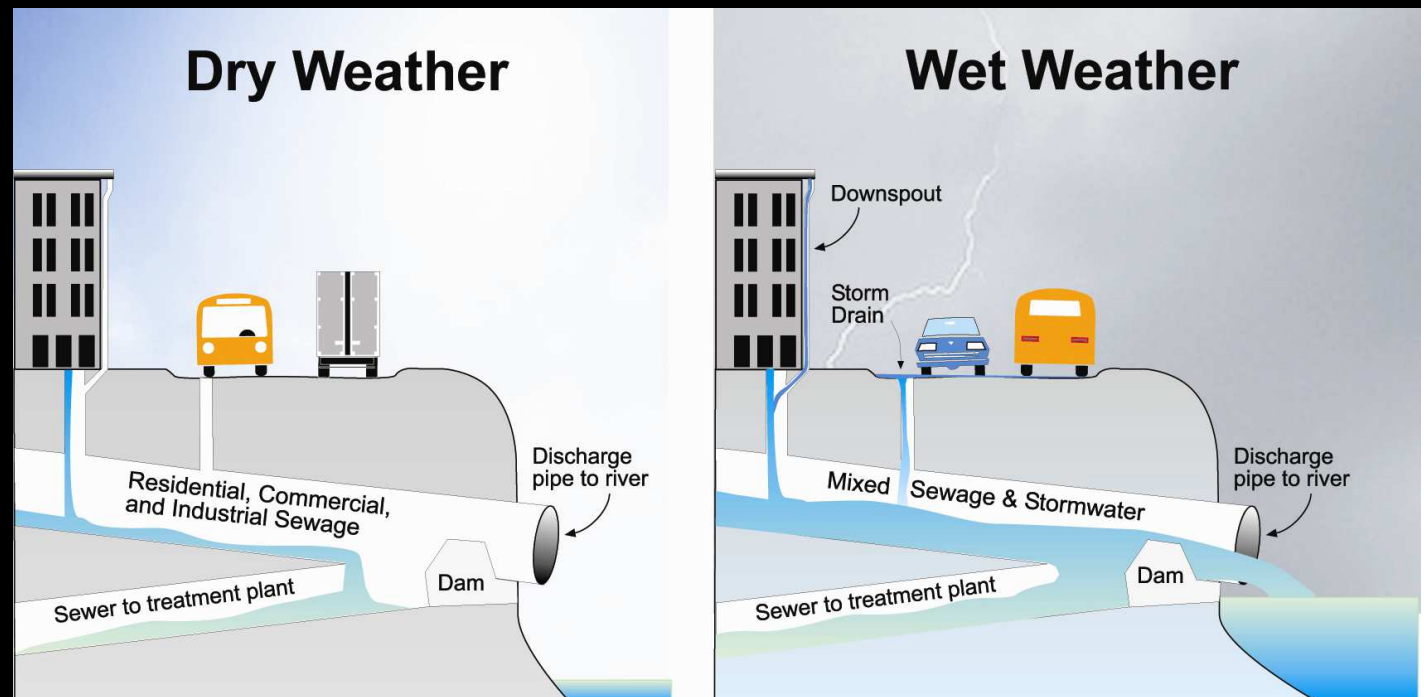 Dry Weather
Residential, Commercial,
and Industrial Sewage
Discharge
pipe to river
Dam
Sewer to treatment plant
Wet Weather
Downspout
Storm
Drain
Mixed Sewage & Stormwater
Discharge
pipe to river
Dam
Sewer to treatment plant